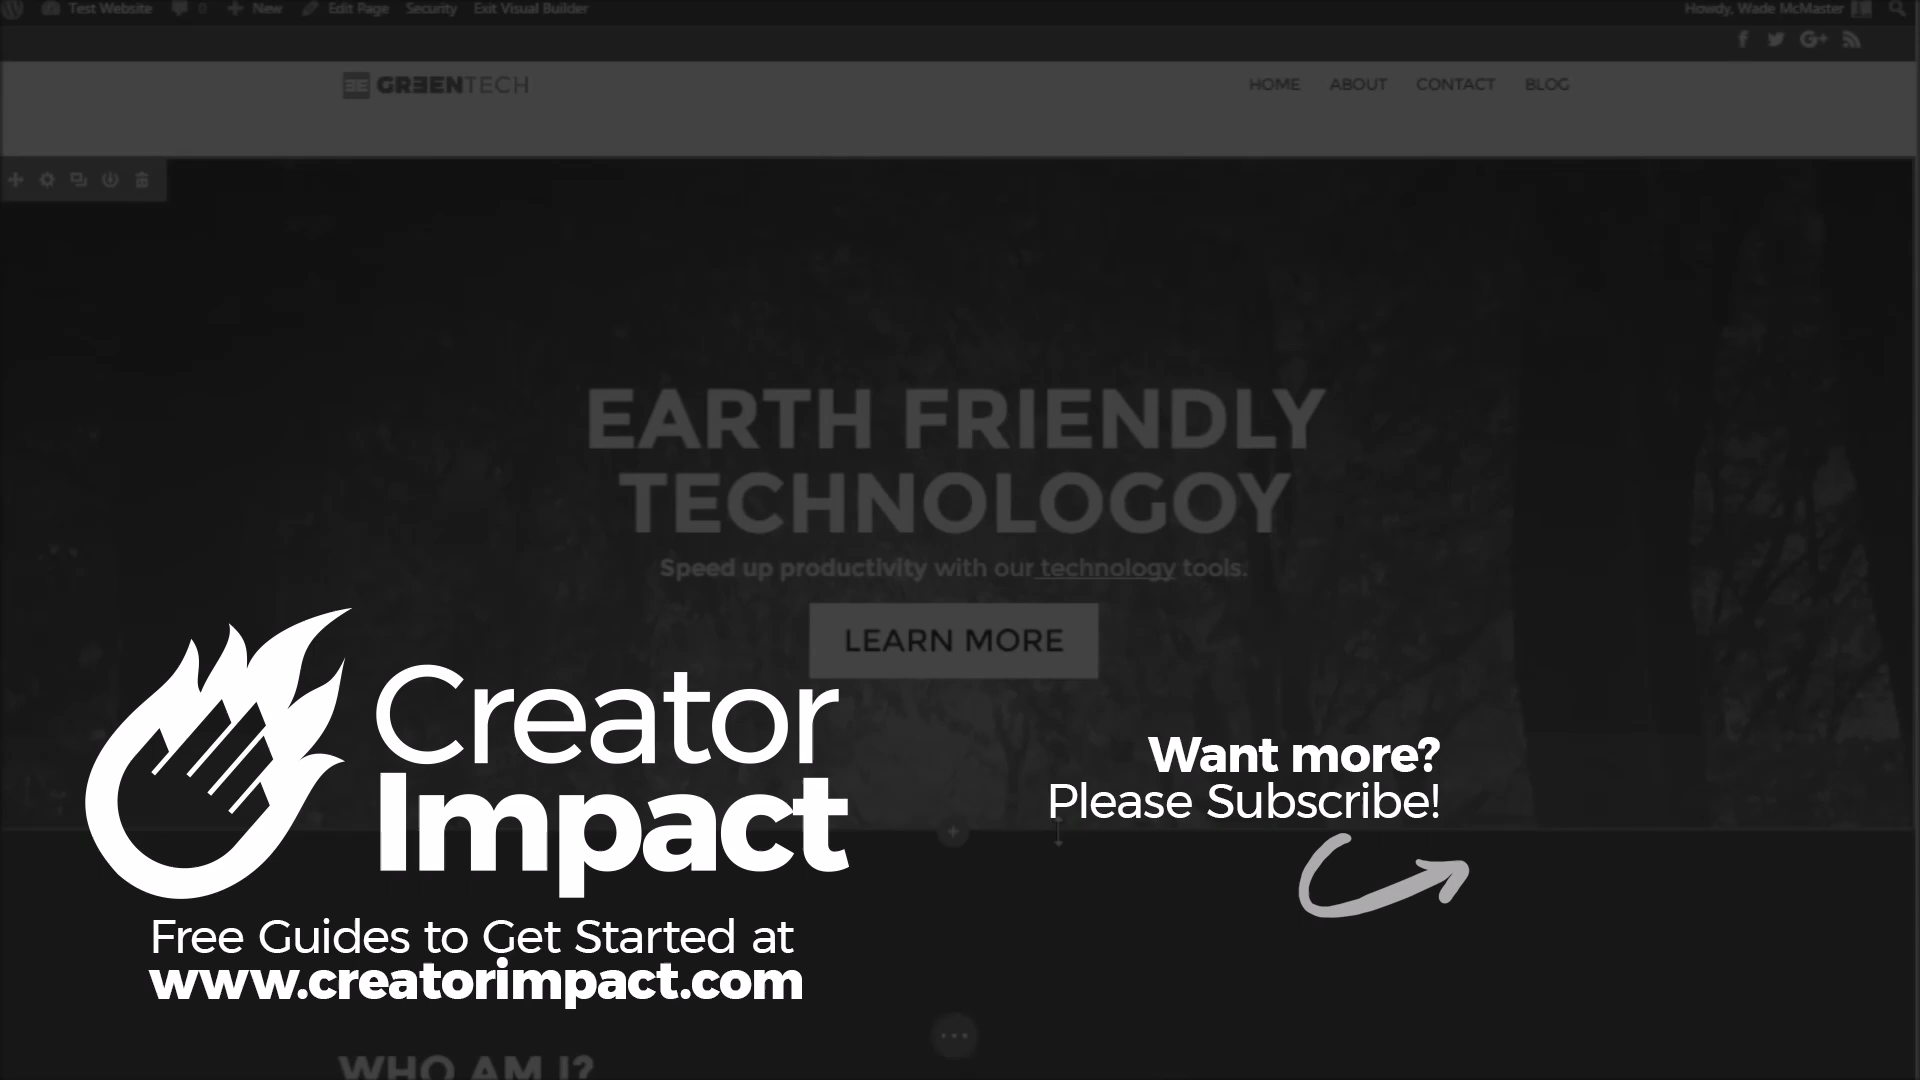 Test Website 0 New Edit Page Security Exit Visual Builder Howdy, Wade McMaster
f G+
GREENTECH HOME ABOUT CONTACT BLOG
EARTH FRIENDLY
TECHNOLOGOY
Speed up productivity with our technology tools.
LEARN MORE
Creator
Impact
Want more?
Please Subscribe!
Free Guides to Get Started at
www.creatorimpact.com
WHO AM I?